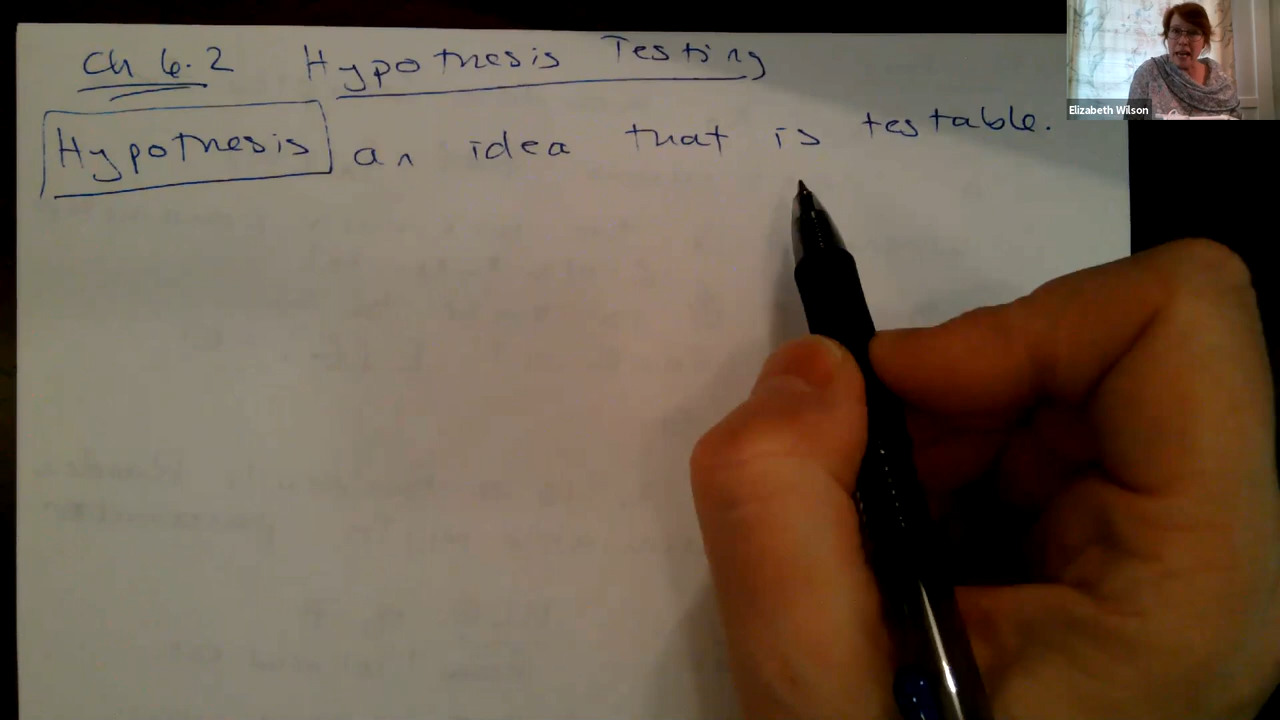 Ch 6.2 Hypothesis Testing
Hypothesis an idea that is testable.
Elizabeth Wilson